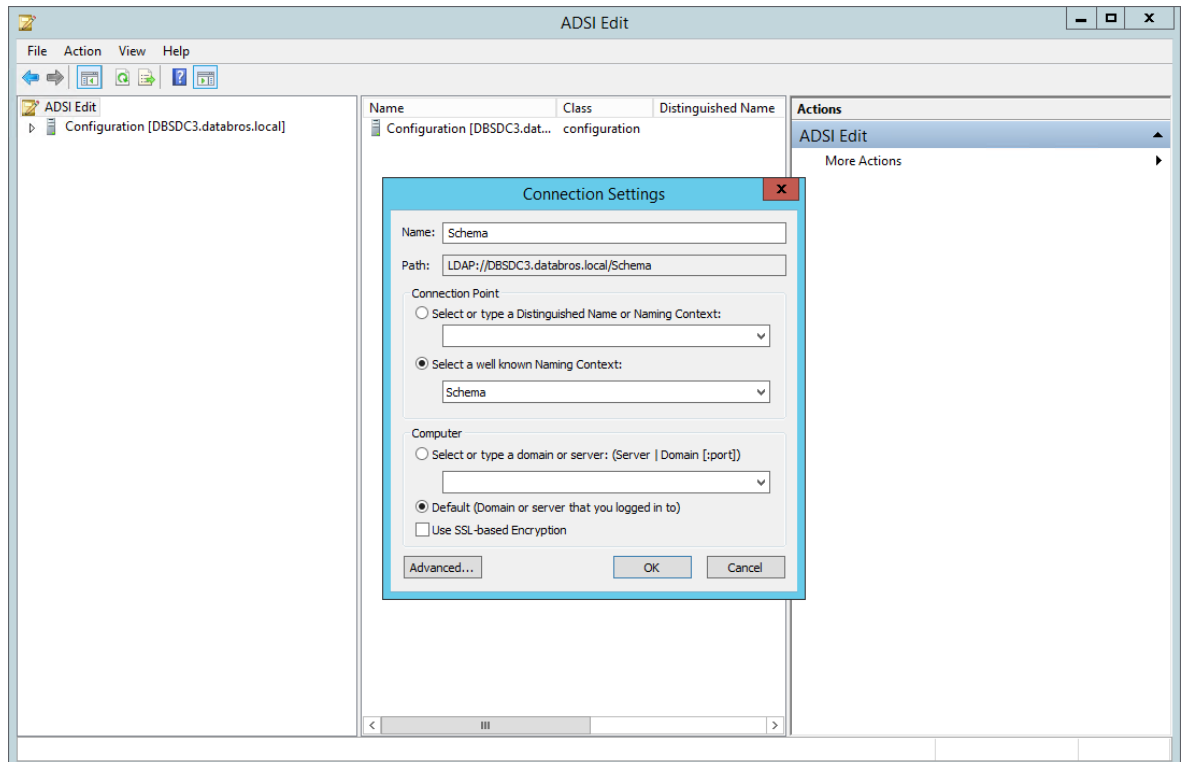 ADSI Edit
File Action View Help
ADSI Edit
Configuration [DBSDC3.databros.local]
Name Class Distinguished Name
Configuration [DBSDC3.dat... configuration
Actions
ADSI Edit
More Actions
Connection Settings
Name: Schema
Path: LDAP://DBSDC3.databros.local/Schema
Connection Point
Select or type a Distinguished Name or Naming Context:
Select a well known Naming Context:
Schema
Computer
Select or type a domain or server: (Server | Domain [:port])
Default (Domain or server that you logged in to)
Use SSL-based Encryption
Advanced... OK Cancel